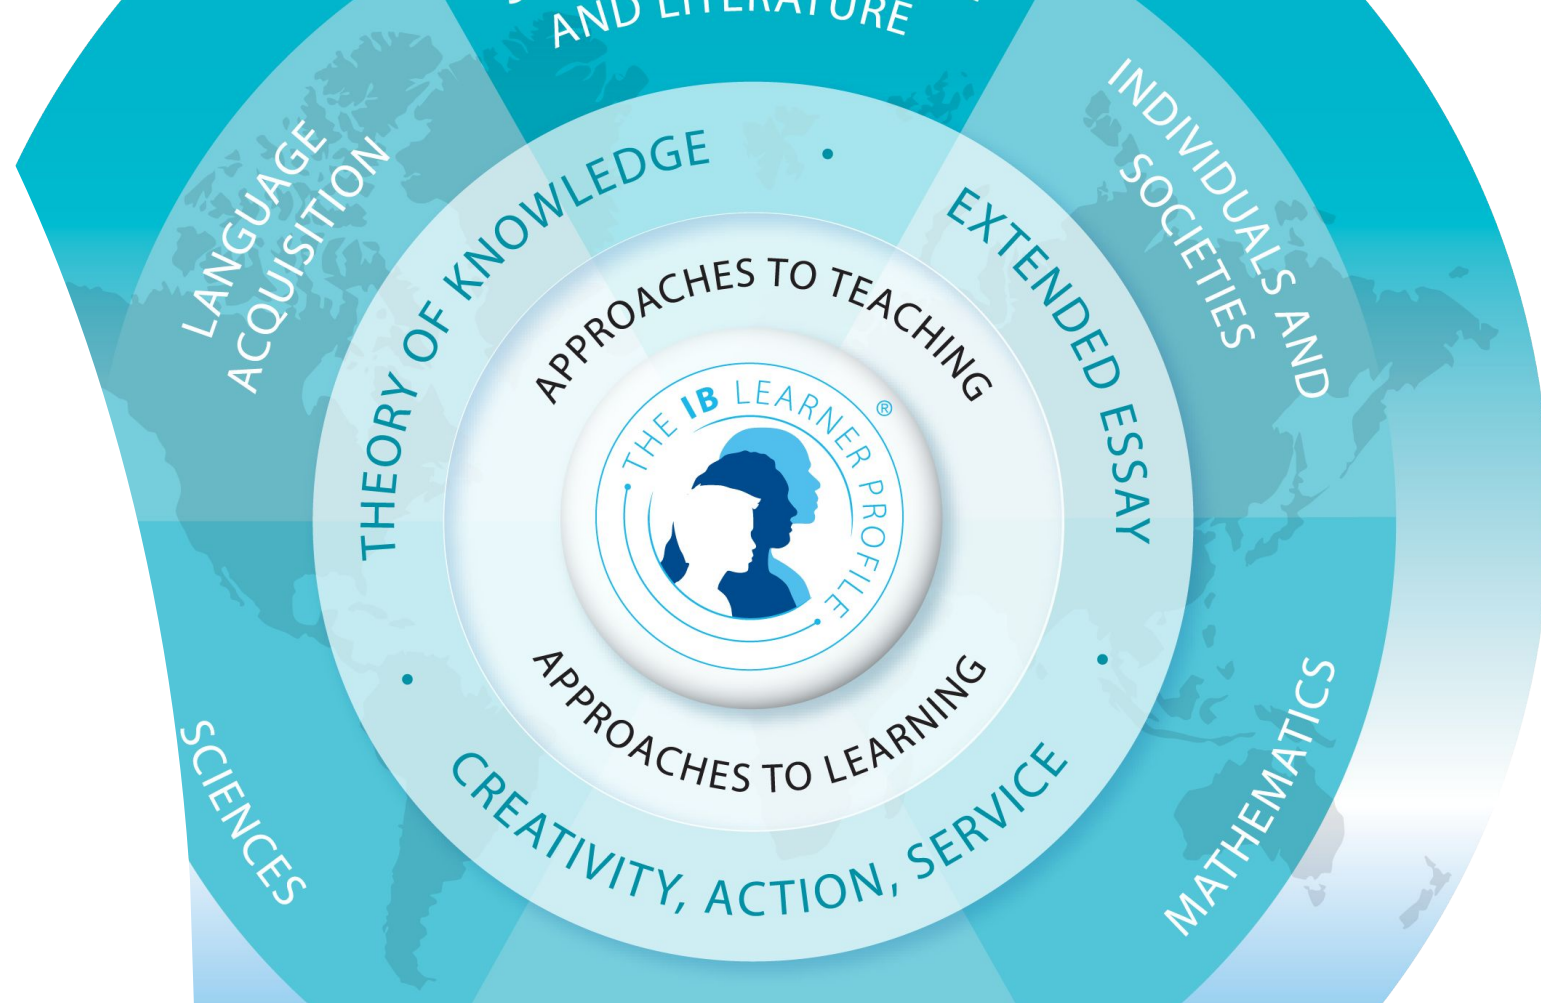 AND LITERATURE
LANGUAGE
ACQUISITION
INDIVIDUALS AND
SOCIETIES
THEORY OF KNOWLEDGE
•
EXTENDED ESSAY
•
CREATIVITY, ACTION, SERVICE
•
APPROACHES TO TEACHING
THE IB LEARNER PROFILE
®
APPROACHES TO LEARNING
SCIENCES
MATHEMATICS